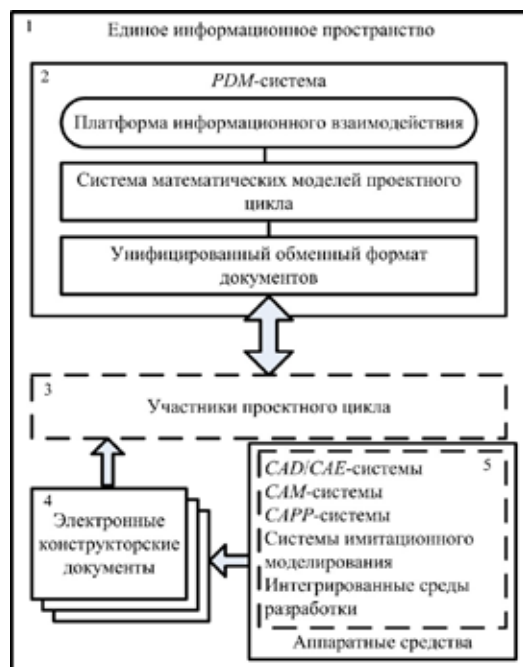 1
Единое информационное пространство
2
PDM-система
Платформа информационного взаимодействия
Система математических моделей проектного
цикла
Унифицированный обменный формат
документов
3
Участники проектного цикла
4
Электронные
конструкторские
документы
5
CAD/CAE-системы
CAM-системы
CAPP-системы
Системы имитационного
моделирования
Интегрированные среды
разработки
Аппаратные средства